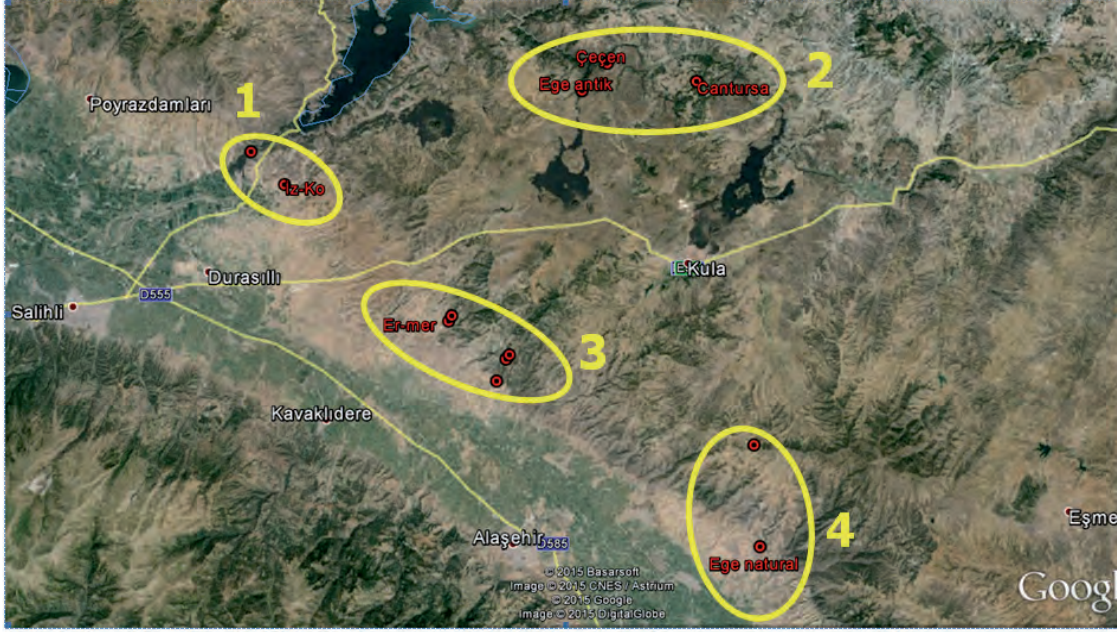 Çeçen
2
Ege antik
Cantursa
Poyrazdamları
1
Iz-Ko
Kula
Durasıllı
D555
Salihli
Er-mer
3
Kavaklıdere
Eşme
4
Alaşehir
D585
Ege natural
© 2015 Basarsoft
Image © 2015 CNES / Astrium
© 2015 Google
Image © 2015 DigitalGlobe
Googl